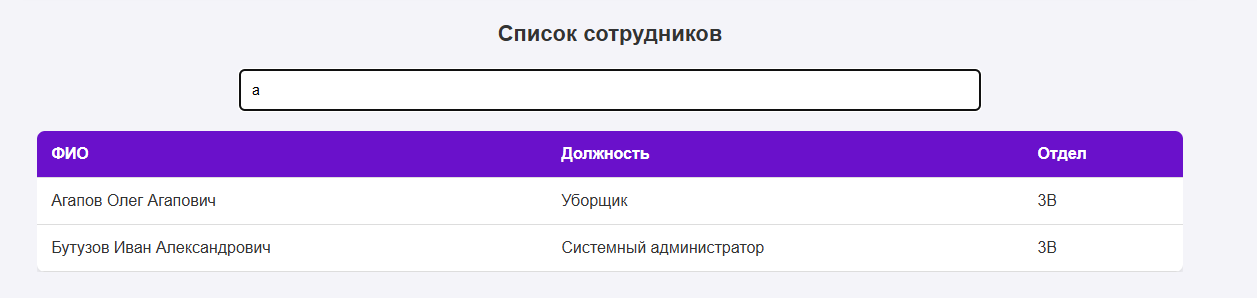 Список сотрудников
а
ФИО Должность Отдел
Агапов Олег Агапович Уборщик 3В
Бутузов Иван Александрович Системный администратор 3В